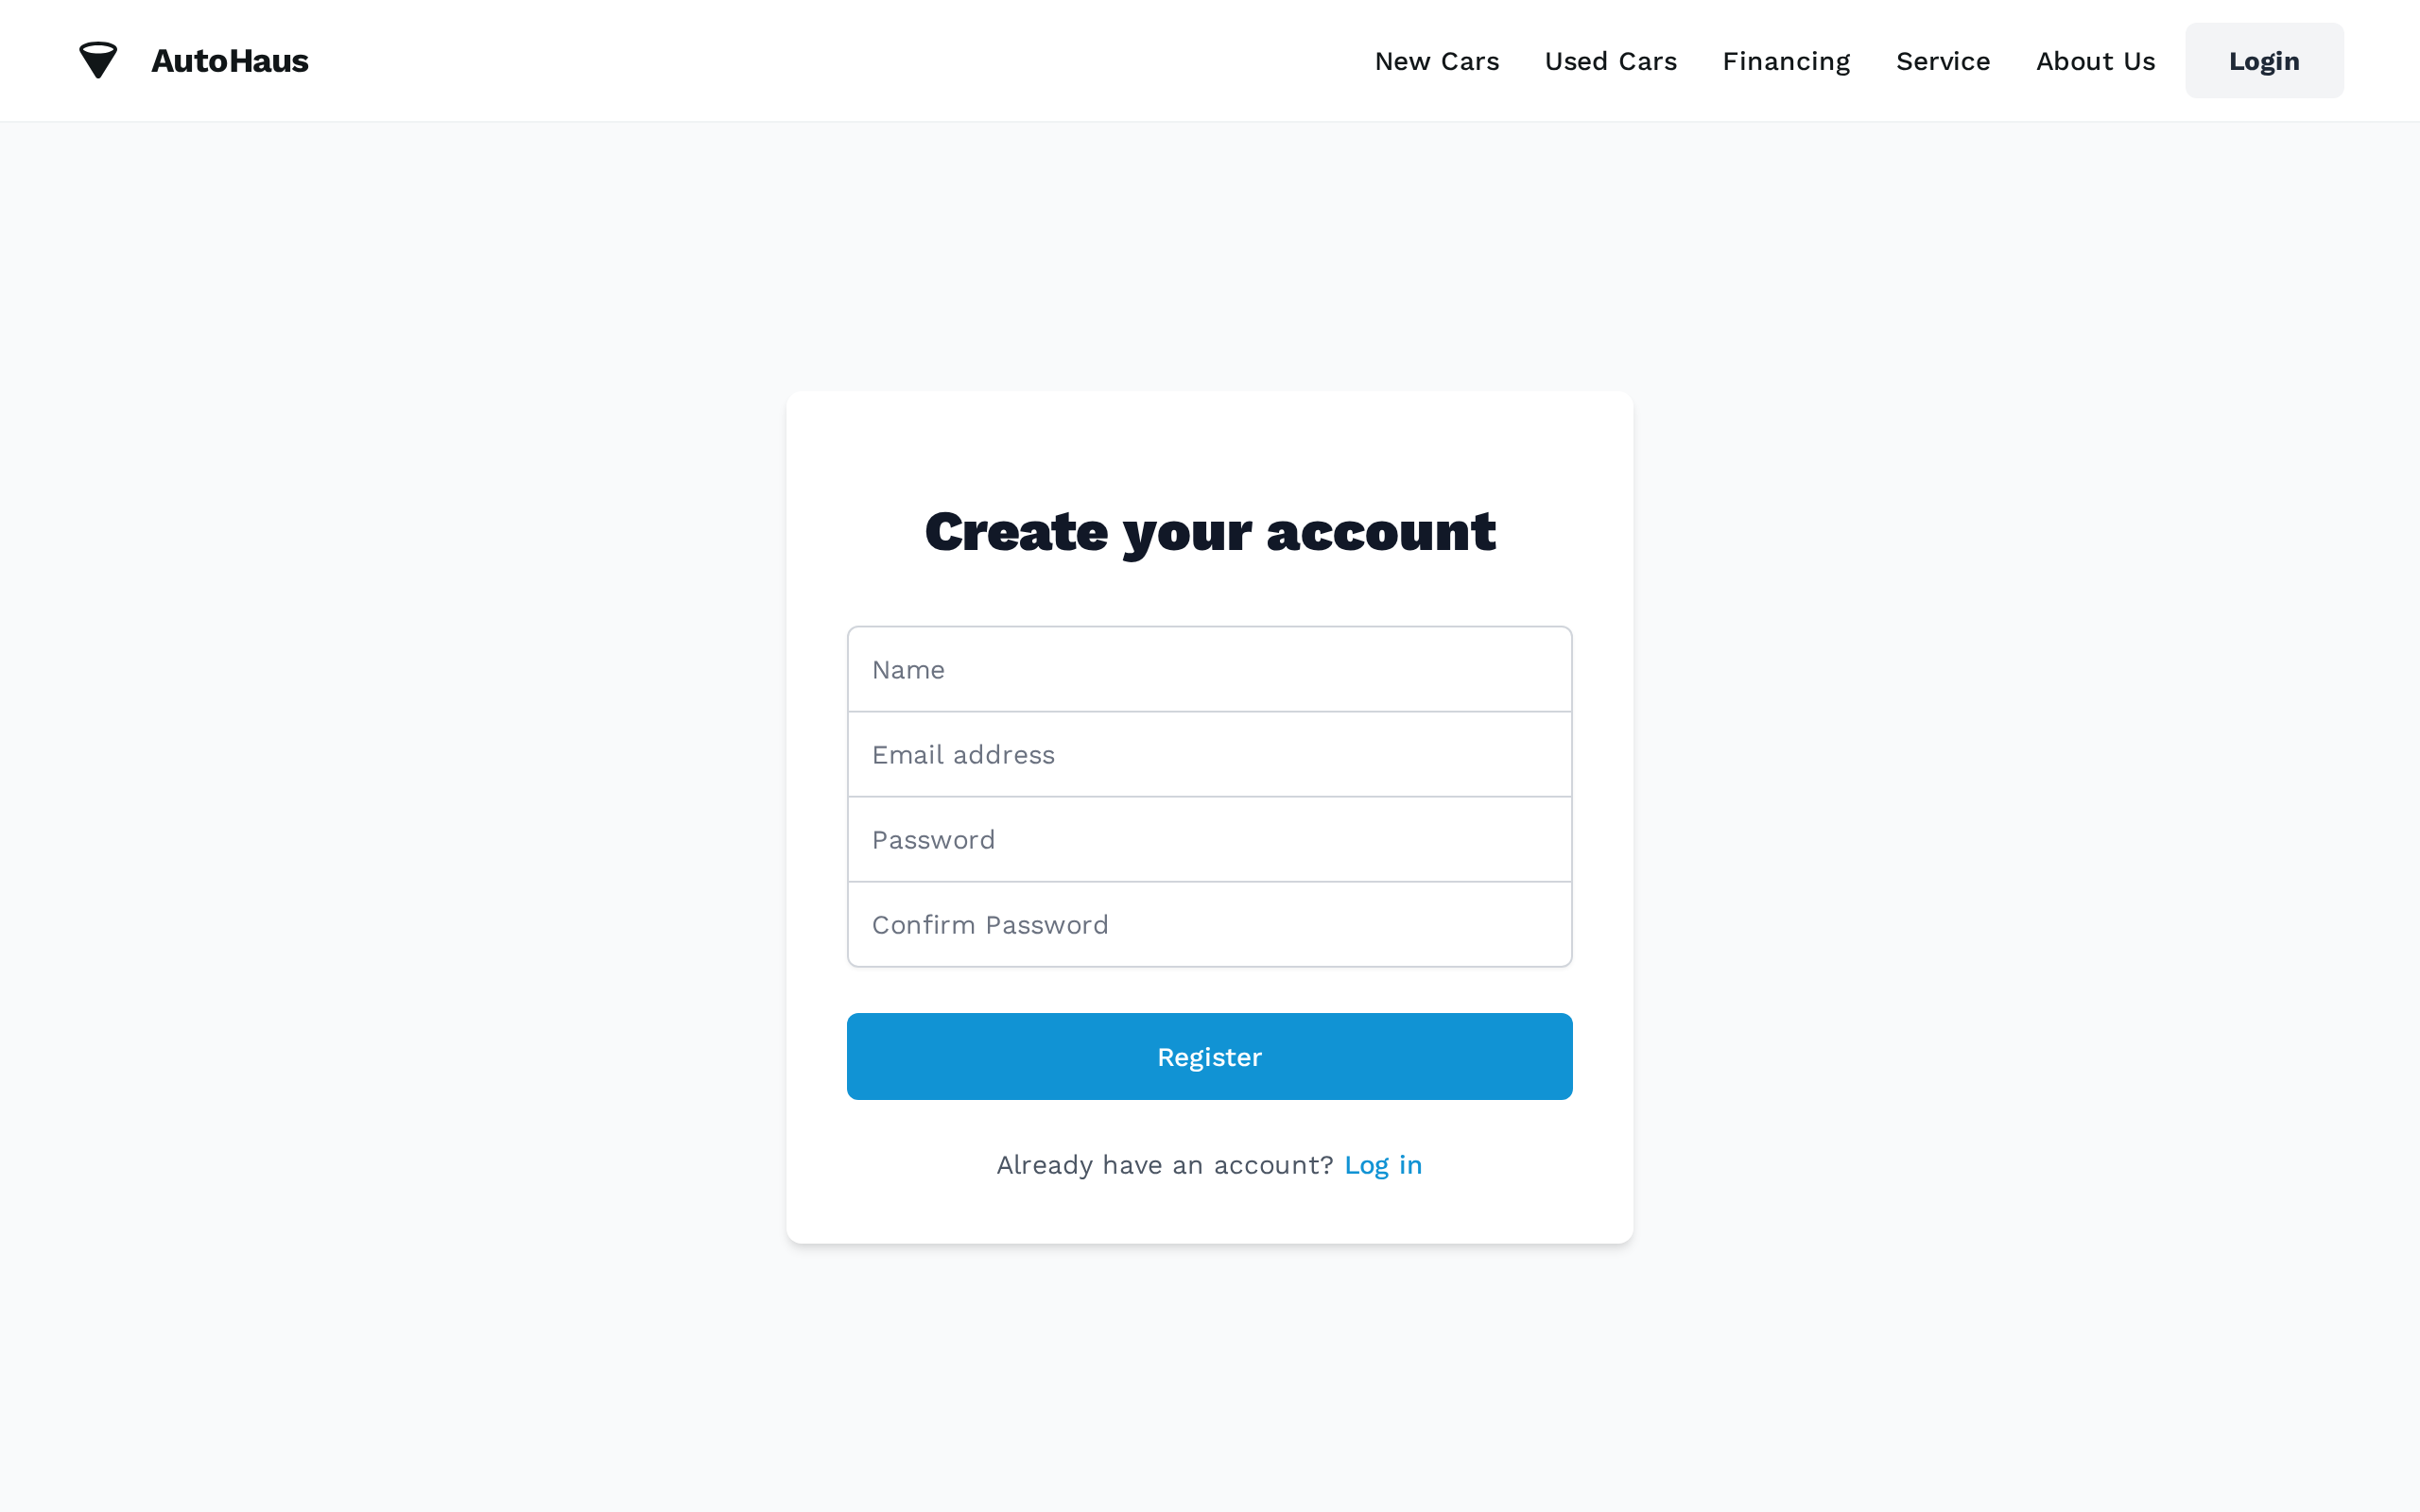 AutoHaus New Cars Used Cars Financing Service About Us Login
Create your account
Name
Email address
Password
Confirm Password
Register
Already have an account? Log in